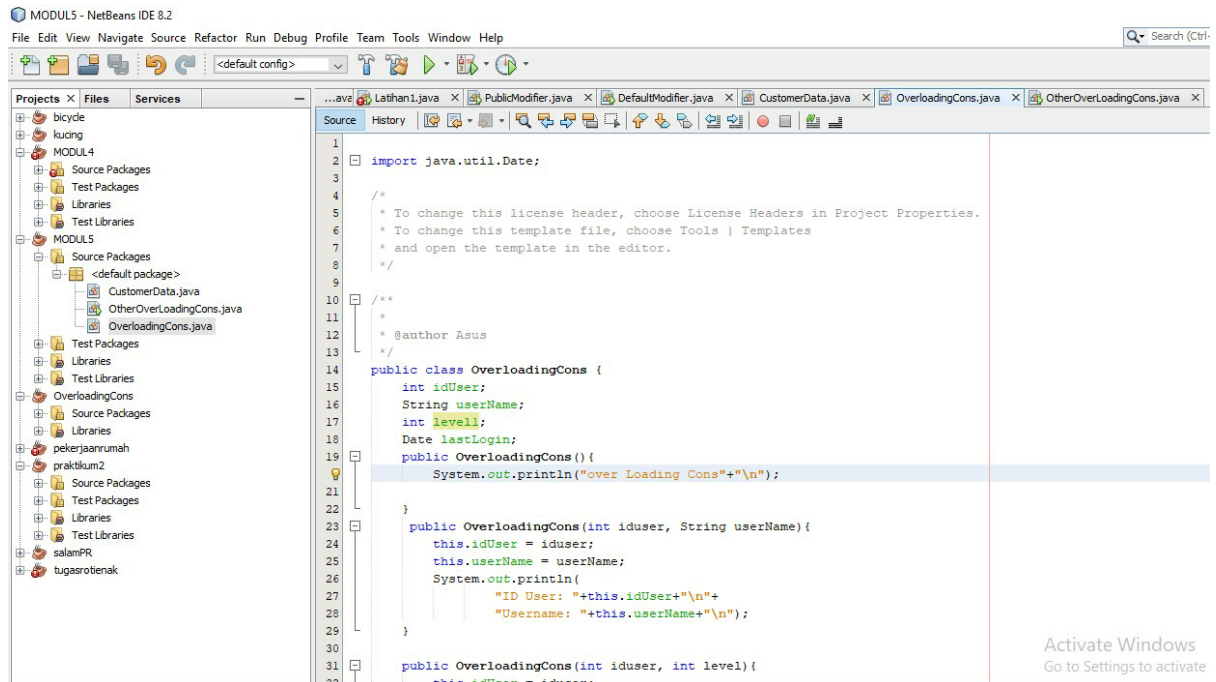 MODUL5 - NetBeans IDE 8.2
File Edit View Navigate Source Refactor Run Debug Profile Team Tools Window Help
Search (Ctrl-
<default config>
Projects × Files Services
...ava Latihan1.java × PublicModifier.java × DefaultModifier.java × CustomerData.java × OverloadingCons.java × OtherOverLoadingCons.java ×
Source History
bicycle
kucing
MODUL4
Source Packages
Test Packages
Libraries
Test Libraries
MODUL5
Source Packages
<default package>
CustomerData.java
OtherOverLoadingCons.java
OverloadingCons.java
Test Packages
Libraries
Test Libraries
OverloadingCons
Source Packages
Libraries
pekerjaanrumah
praktikum2
Source Packages
Test Packages
Libraries
Test Libraries
salamPR
tugasrotienak
1
2 import java.util.Date;
3
4 /*
5 * To change this license header, choose License Headers in Project Properties.
6 * To change this template file, choose Tools | Templates
7 * and open the template in the editor.
8 */
9
10 /**
11 *
12 * @author Asus
13 */
14 public class OverloadingCons {
15 int idUser;
16 String userName;
17 int level1;
18 Date lastLogin;
19 public OverloadingCons(){
System.out.println("over Loading Cons"+"\n");
21
22 }
23 public OverloadingCons(int iduser, String userName){
24 this.idUser = iduser;
25 this.userName = userName;
26 System.out.println(
27 "ID User: "+this.idUser+"\n"+
28 "Username: "+this.userName+"\n");
29 }
30
31 public OverloadingCons(int iduser, int level){
32 this.idUser = iduser;
Activate Windows
Go to Settings to activate